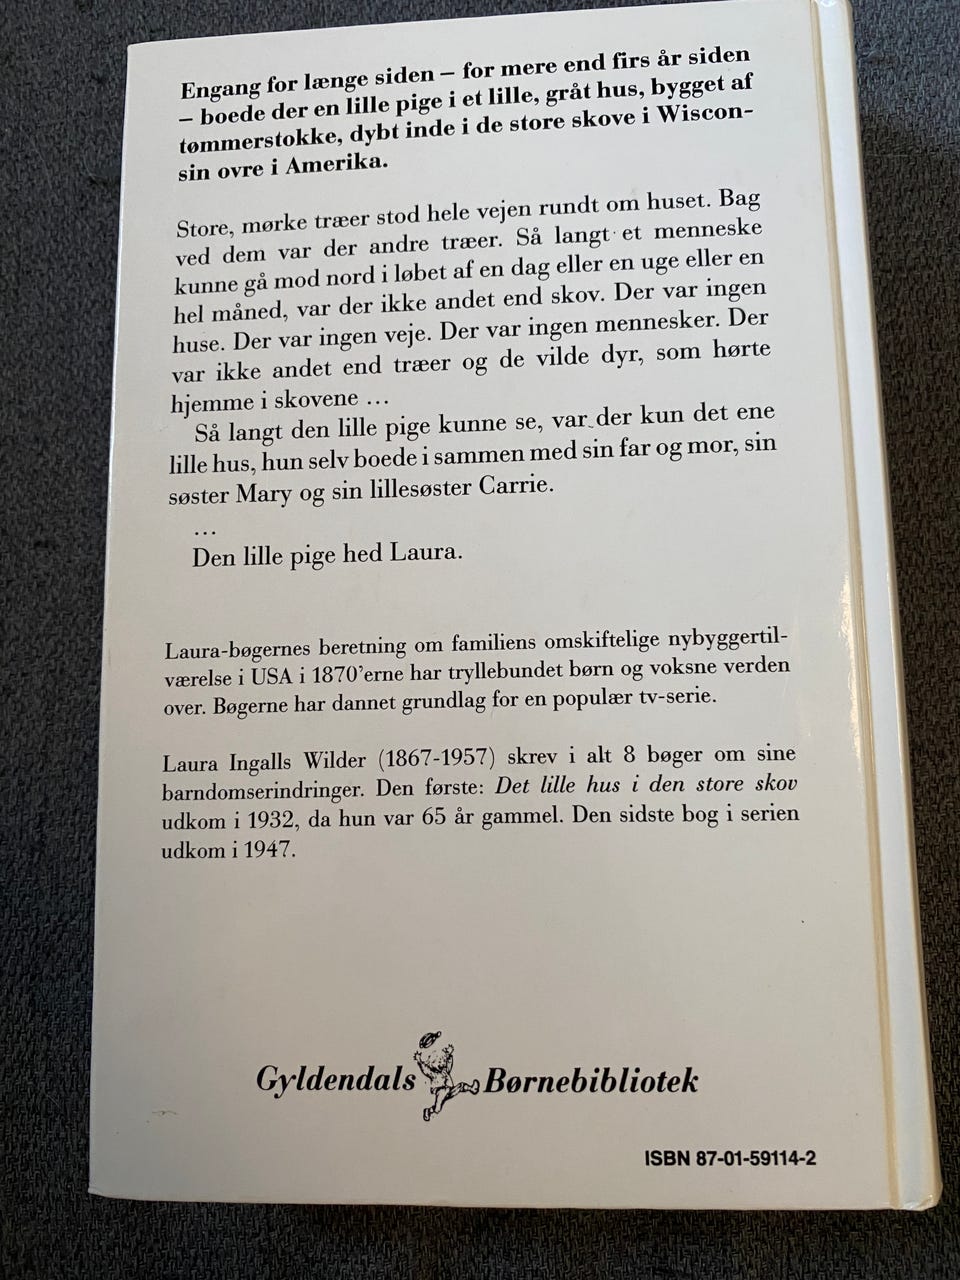 Engang for længe siden – for mere end firs år siden
– boede der en lille pige i et lille, gråt hus, bygget af
tømmerstokke, dybt inde i de store skove i Wiscon-
sin ovre i Amerika.
Store, mørke træer stod hele vejen rundt om huset. Bag
ved dem var der andre træer. Så langt et menneske
kunne gå mod nord i løbet af en dag eller en uge eller en
hel måned, var der ikke andet end skov. Der var ingen
huse. Der var ingen veje. Der var ingen mennesker. Der
var ikke andet end træer og de vilde dyr, som hørte
hjemme i skovene ...
Så langt den lille pige kunne se, var der kun det ene
lille hus, hun selv boede i sammen med sin far og mor, sin
søster Mary og sin lillesøster Carrie.
...
Den lille pige hed Laura.
Laura-bøgernes beretning om familiens omskiftelige nybyggertil-
værelse i USA i 1870'erne har tryllebundet børn og voksne verden
over. Bøgerne har dannet grundlag for en populær tv-serie.
Laura Ingalls Wilder (1867-1957) skrev i alt 8 bøger om sine
barndomserindringer. Den første: Det lille hus i den store skov
udkom i 1932, da hun var 65 år gammel. Den sidste bog i serien
udkom i 1947.
Gyldendals Børnebibliotek
ISBN 87-01-59114-2